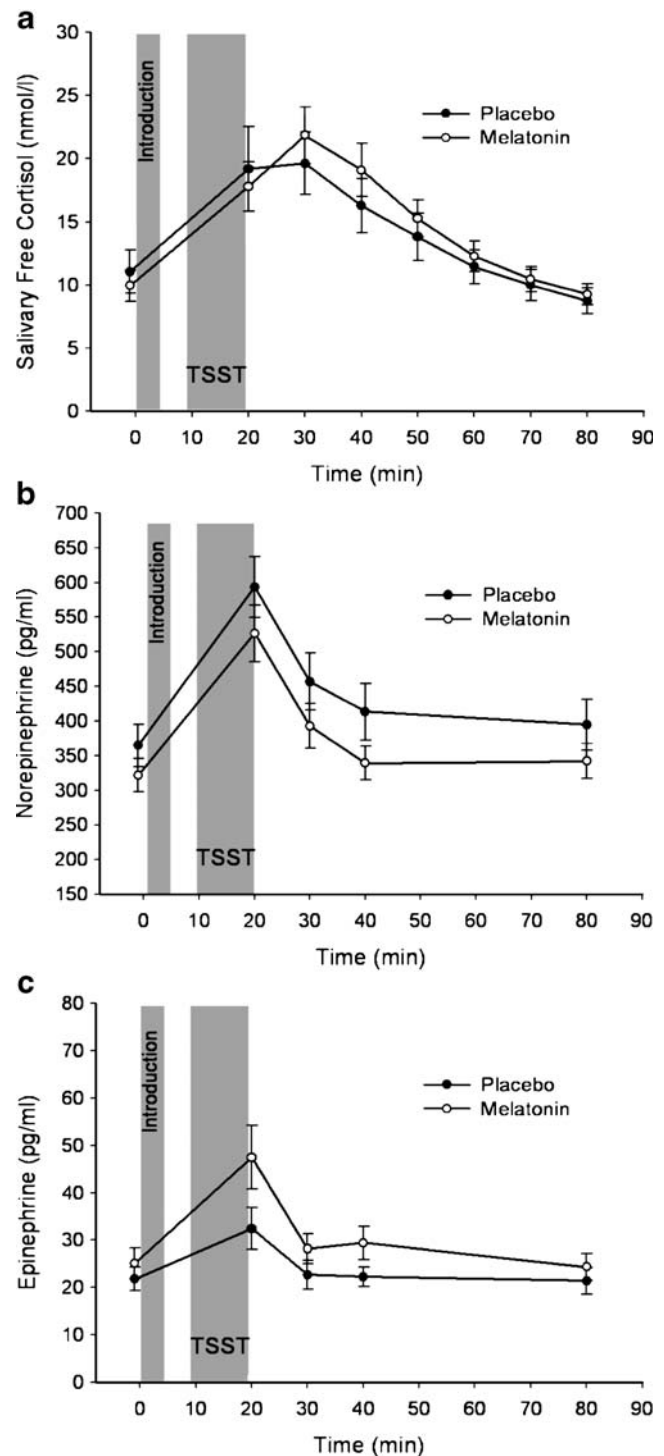 a
30
25
20
15
10
5
0
Salivary Free Cortisol (nmol/l)
Introduction
TSST
Placebo
Melatonin
0 10 20 30 40 50 60 70 80 90
Time (min)
b
700
650
600
550
500
450
400
350
300
250
200
150
Norepinephrine (pg/ml)
Introduction
TSST
Placebo
Melatonin
0 10 20 30 40 50 60 70 80 90
Time (min)
c
80
70
60
50
40
30
20
10
0
Epinephrine (pg/ml)
Introduction
TSST
Placebo
Melatonin
0 10 20 30 40 50 60 70 80 90
Time (min)